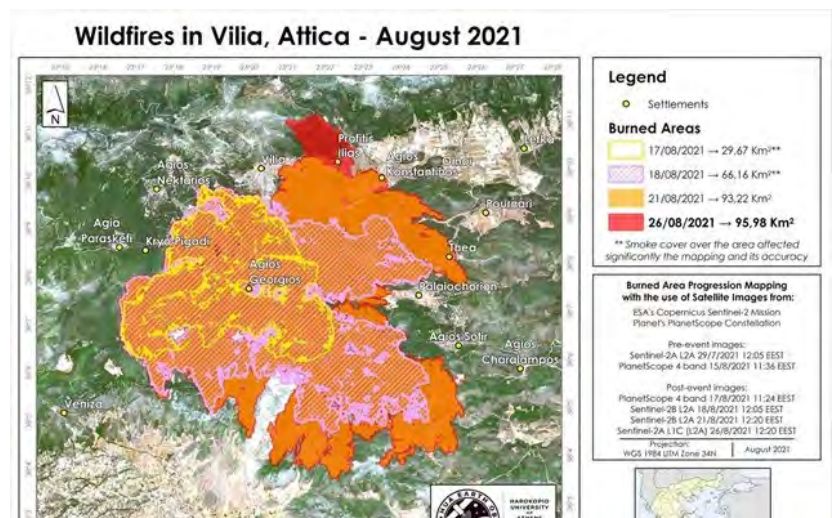 Wildfires in Vilia, Attica - August 2021
N
Profitis
Ilias
Vilia
Agios
Konstantinos
Oinoi
Letka
Agios
Nektarios
Pournari
Agia
Paraskefi
Kryo Pigadi
Thea
Agios
Georgios
Palaiochorion
Agios Sotir
Agios
Charalampos
Veniza
HAROKOPIO
UNIVERSITY
OF
ATHENS
Legend
Settlements
Burned Areas
17/08/2021 → 29,67 Km²**
18/08/2021 → 66,16 Km²**
21/08/2021 → 93,22 Km²
26/08/2021 → 95,98 Km²
** Smoke cover over the area affected
significantly the mapping and its accuracy
Burned Area Progression Mapping
with the use of Satellite Images from:
ESA's Copernicus Sentinel-2 Mission
Planet's PlanetScope Constellation
Pre-event images:
Sentinel-2A L2A 29/7/2021 12:05 EEST
PlanetScope 4 band 15/8/2021 11:36 EEST
Post-event images:
PlanetScope 4 band 17/8/2021 11:24 EEST
Sentinel-2B L2A 18/8/2021 12:05 EEST
Sentinel-2B L2A 21/8/2021 12:20 EEST
Sentinel-2A L1C (L2A) 26/8/2021 12:20 EEST
Projection:
WGS 1984 UTM Zone 34N
August 2021